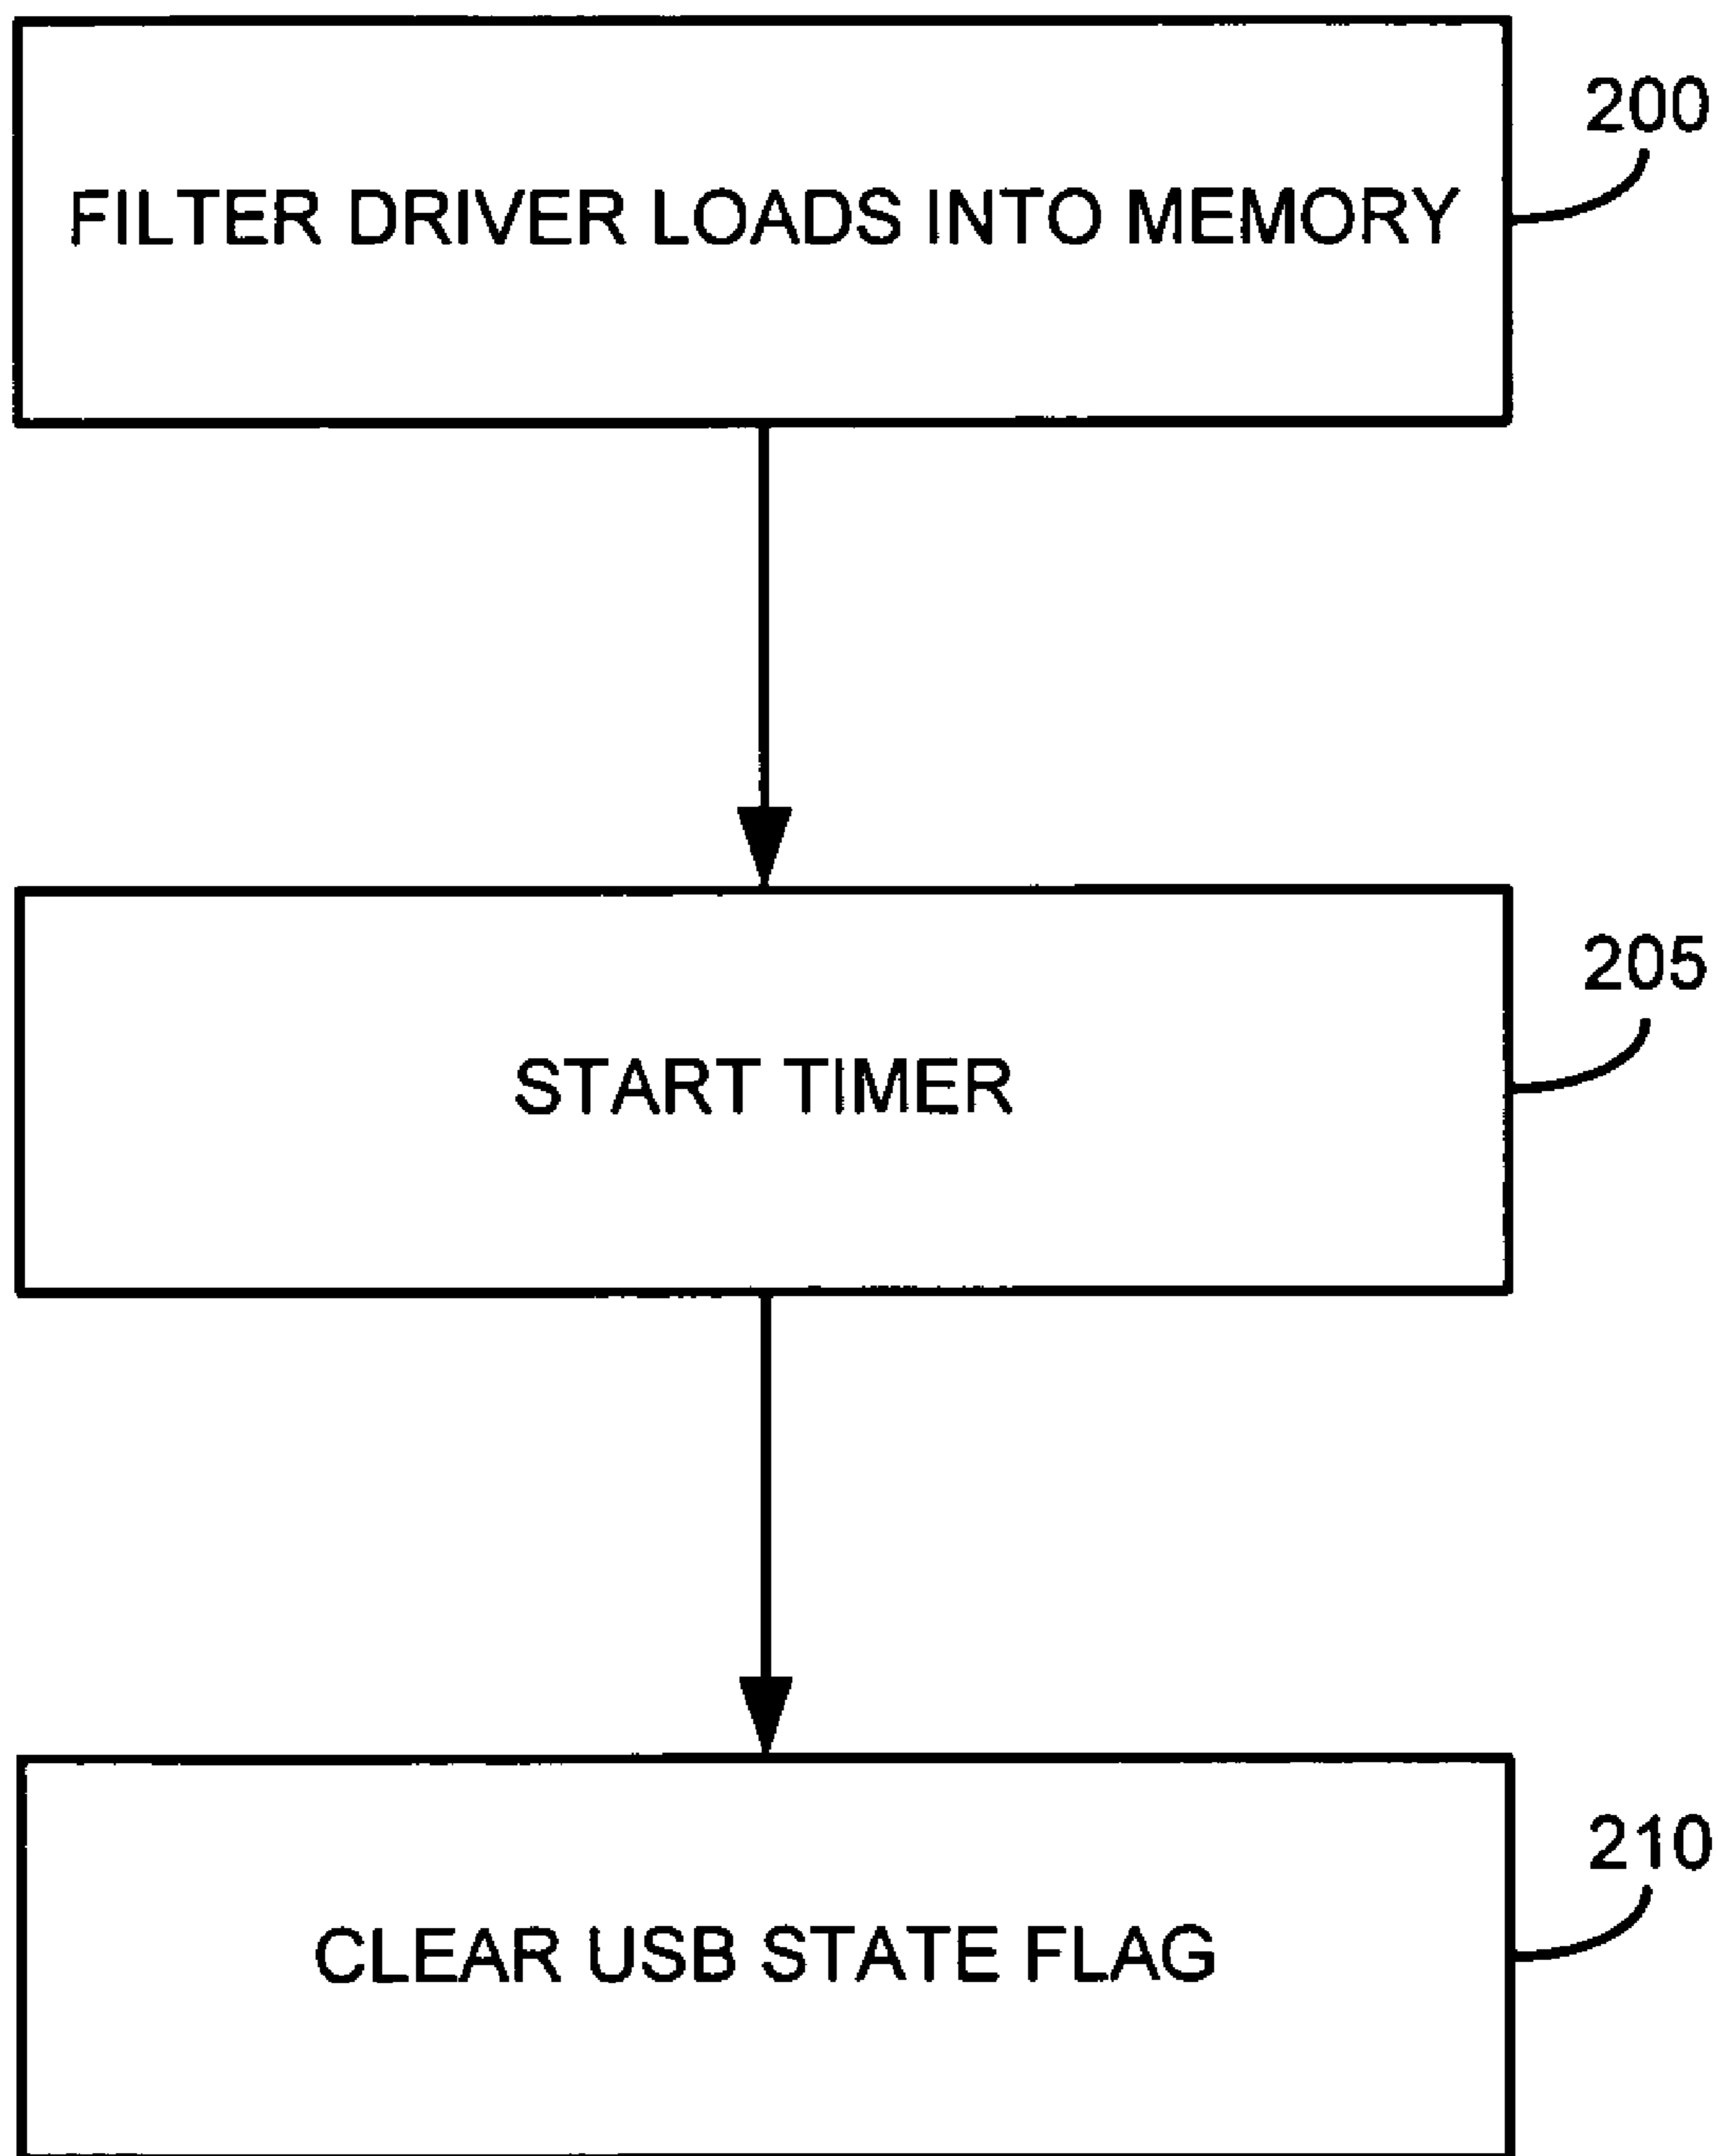 200
FILTER DRIVER LOADS INTO MEMORY
205
START TIMER
210
CLEAR USB STATE FLAG